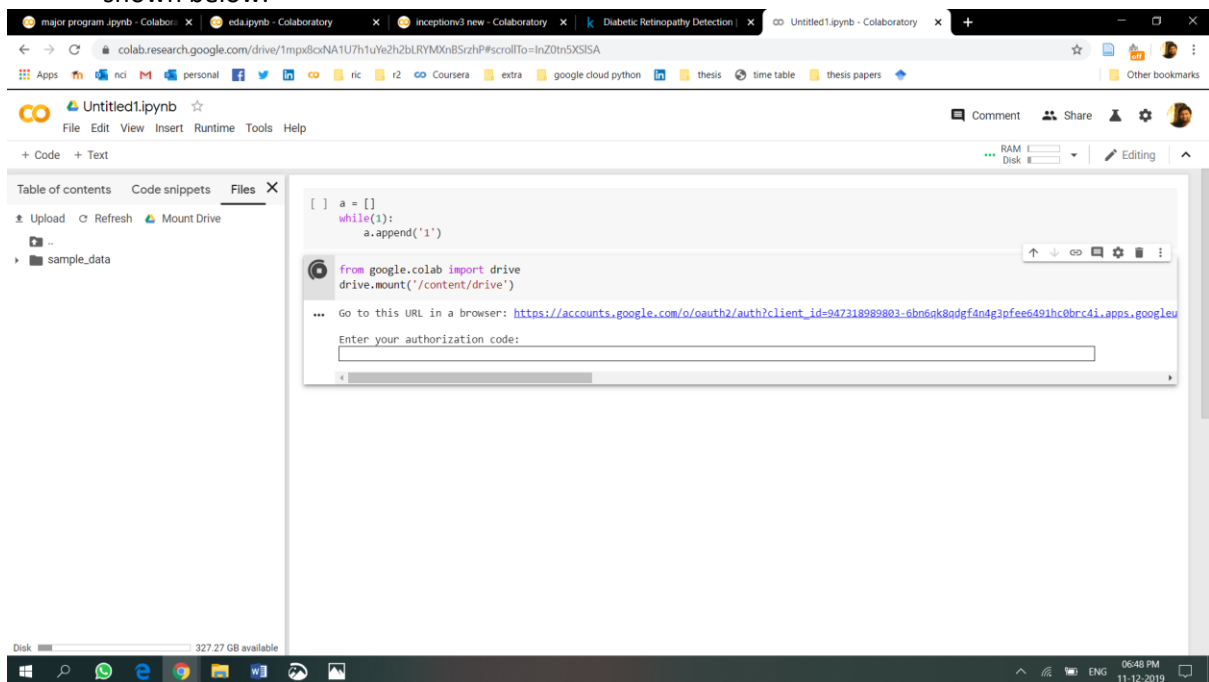 shown below:
major program .ipynb - Colabora
eda.ipynb - Colaboratory
inceptionv3 new - Colaboratory
Diabetic Retinopathy Detection |
Untitled1.ipynb - Colaboratory
colab.research.google.com/drive/1mpx8cxNA1U7h1uYe2h2bLRYMXnBSrzhP#scrollTo=InZ0tn5XSlSA
Apps nci personal ric r2 Coursera extra google cloud python thesis time table thesis papers Other bookmarks
Untitled1.ipynb
File Edit View Insert Runtime Tools Help
Comment Share
+ Code + Text
RAM
Disk
Editing
Table of contents Code snippets Files
Upload Refresh Mount Drive
..
sample_data
[ ] a = []
while(1):
a.append('1')
from google.colab import drive
drive.mount('/content/drive')
Go to this URL in a browser: https://accounts.google.com/o/oauth2/auth?client_id=947318989803-6bn6qk8qdgf4n4g3pfee6491hc0brc4i.apps.googleu
Enter your authorization code:
Disk 327.27 GB available
ENG
06:48 PM
11-12-2019